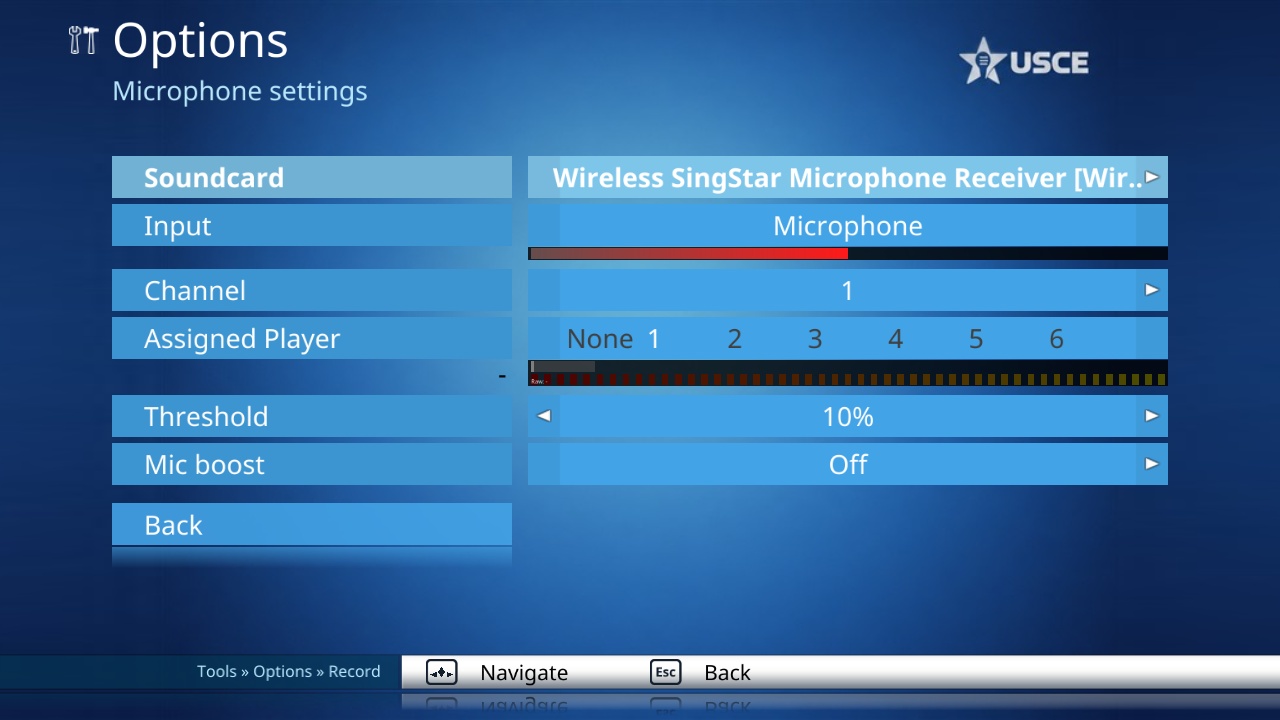 Options
USCE
Microphone settings
Soundcard
Wireless SingStar Microphone Receiver [Wir..
Input
Microphone
Channel
1
Assigned Player
None 1 2 3 4 5 6
-
Raw: -
Threshold
10%
Mic boost
Off
Back
Tools » Options » Record
Navigate
Esc
Back